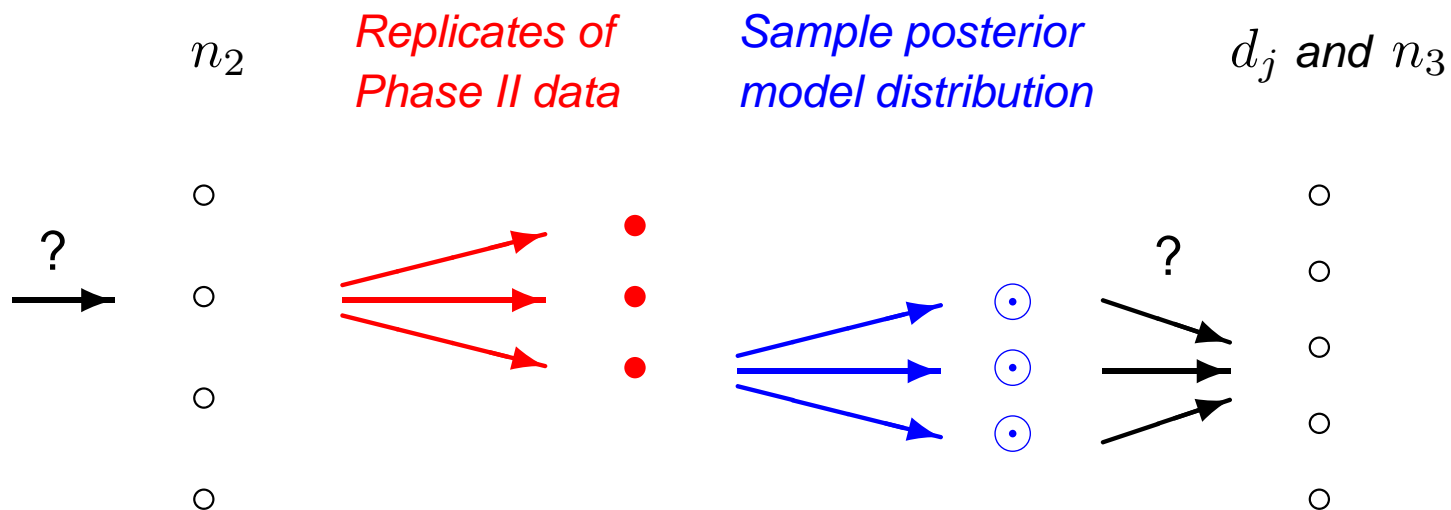 n₂
Replicates of
Phase II data
Sample posterior
model distribution
dⱼ and n₃
?
?